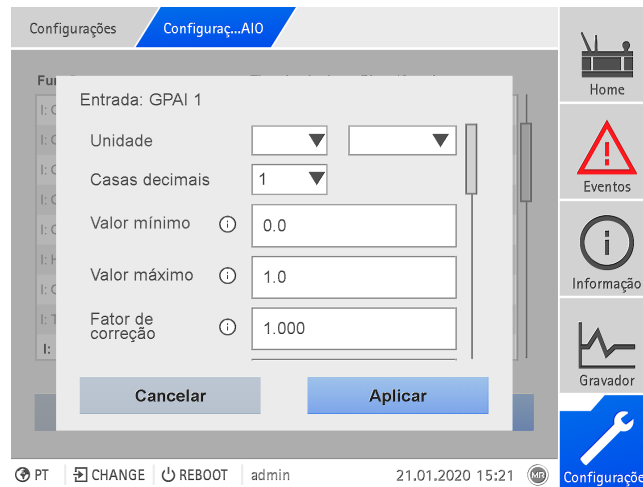 Configurações
Configuraç...AIO
Home
Entrada: GPAI 1
Unidade
Casas decimais
1
Eventos
Valor mínimo
0.0
Valor máximo
1.0
Informação
Fator de
correção
1.000
I:
Gravador
Cancelar
Aplicar
PT
CHANGE
REBOOT
admin
21.01.2020 15:21
MR
Configuraçõe